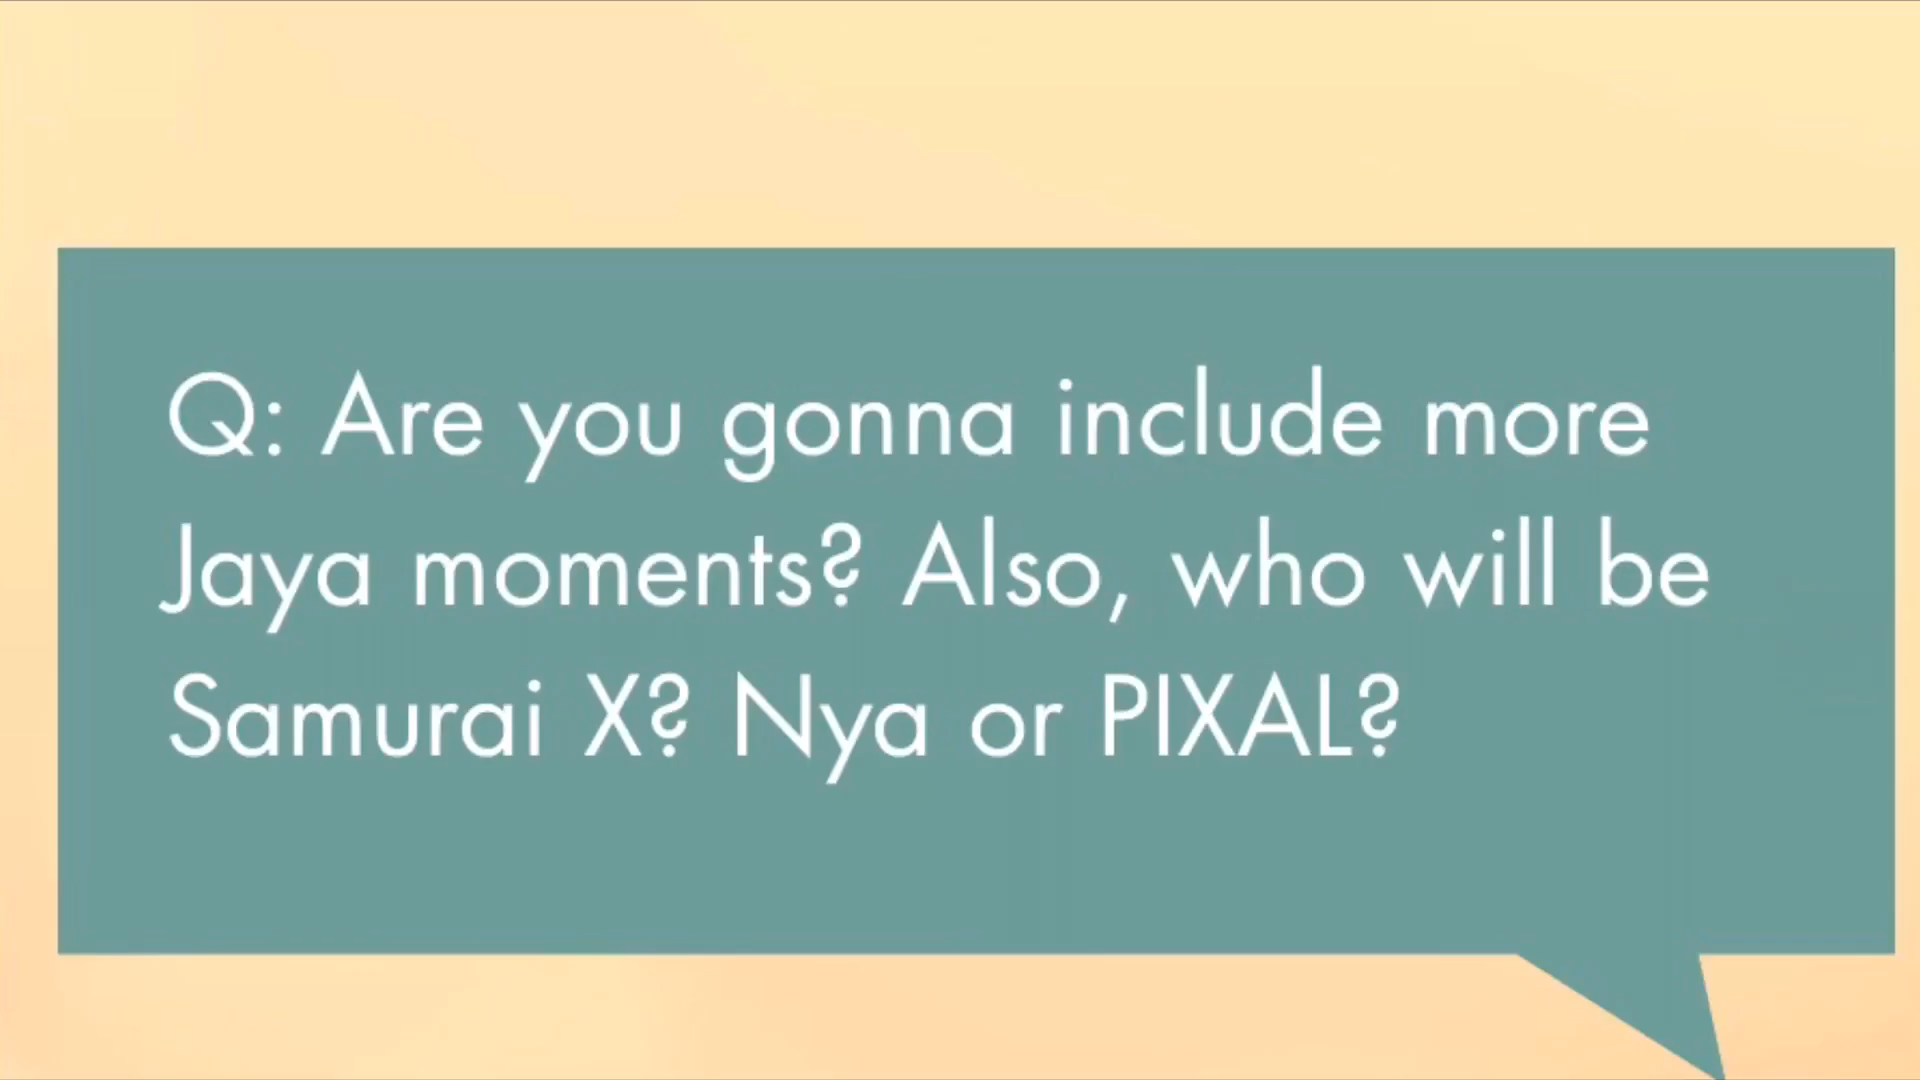 Q: Are you gonna include more
Jaya moments? Also, who will be
Samurai X? Nya or PIXAL?